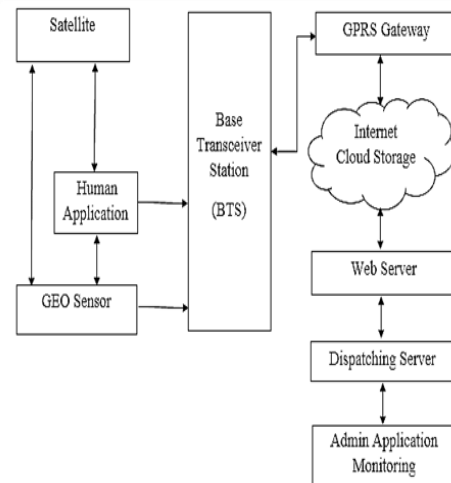 Satellite
GPRS Gateway
Base
Transceiver
Station
(BTS)
Internet
Cloud Storage
Human
Application
Web Server
GEO Sensor
Dispatching Server
Admin Application
Monitoring